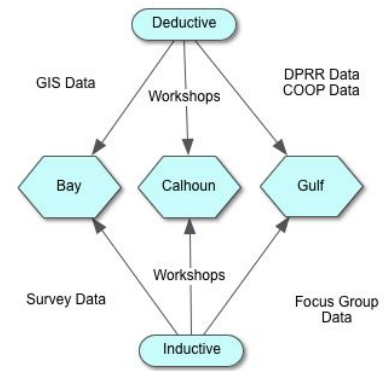 Deductive
GIS Data
Workshops
DPRR Data
COOP Data
Bay
Calhoun
Gulf
Workshops
Survey Data
Focus Group
Data
Inductive